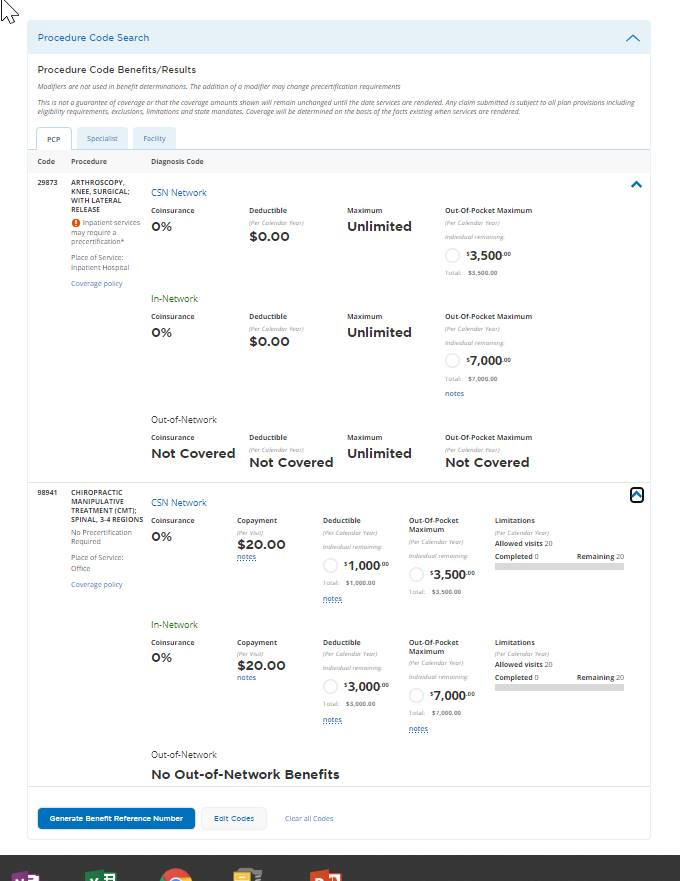 Procedure Code Search
Procedure Code Benefits/Results
Modifiers are not used in benefit determinations. The addition of a modifier may change precertification requirements
This is not a guarantee of coverage or that the coverage amounts shown will remain unchanged until the date services are rendered. Any claim submitted is subject to all plan provisions including
eligibility requirements, exclusions, limitations and state mandates. Coverage will be determined on the basis of the facts existing when services are rendered.
PCP Specialist Facility
Code Procedure Diagnosis Code
29873
ARTHROSCOPY,
KNEE, SURGICAL;
WITH LATERAL
RELEASE
Inpatient services
may require a
precertification*
Place of Service:
Inpatient Hospital
Coverage policy
CSN Network
Coinsurance Deductible Maximum Out-Of-Pocket Maximum
0% (Per Calendar Year) Unlimited (Per Calendar Year)
$0.00 Individual remaining:
$3,500.00
Total: $3,500.00
In-Network
Coinsurance Deductible Maximum Out-Of-Pocket Maximum
0% (Per Calendar Year) Unlimited (Per Calendar Year)
$0.00 Individual remaining:
$7,000.00
Total: $7,000.00
notes
Out-of-Network
Coinsurance Deductible Maximum Out-Of-Pocket Maximum
Not Covered (Per Calendar Year) Unlimited (Per Calendar Year)
Not Covered Not Covered
98941
CHIROPRACTIC
MANIPULATIVE
TREATMENT (CMT);
SPINAL, 3-4 REGIONS
No Precertification
Required
Place of Service:
Office
Coverage policy
CSN Network
Coinsurance Copayment Deductible Out-Of-Pocket Maximum Limitations
0% (Per Visit) (Per Calendar Year) (Per Calendar Year) (Per Calendar Year)
$20.00 Individual remaining: Individual remaining: Allowed visits 20
notes $1,000.00 $3,500.00 Completed 0 Remaining 20
Total: $1,000.00 Total: $3,500.00
notes
In-Network
Coinsurance Copayment Deductible Out-Of-Pocket Maximum Limitations
0% (Per Visit) (Per Calendar Year) (Per Calendar Year) (Per Calendar Year)
$20.00 Individual remaining: Individual remaining: Allowed visits 20
notes $3,000.00 $7,000.00 Completed 0 Remaining 20
Total: $3,000.00 Total: $7,000.00
notes notes
Out-of-Network
No Out-of-Network Benefits
Generate Benefit Reference Number Edit Codes Clear all Codes